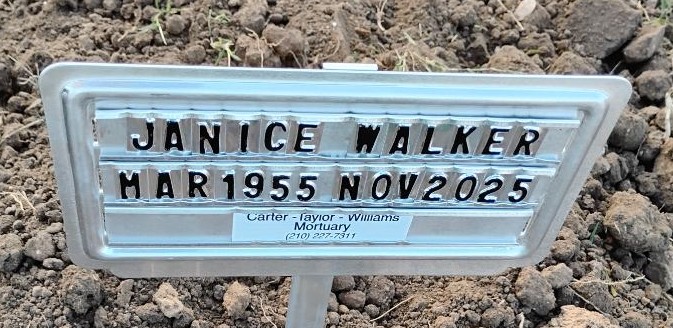 JANICE WALKER
MAR1955 NOV2025
Carter - Taylor - Williams
Mortuary
(210) 227-7311